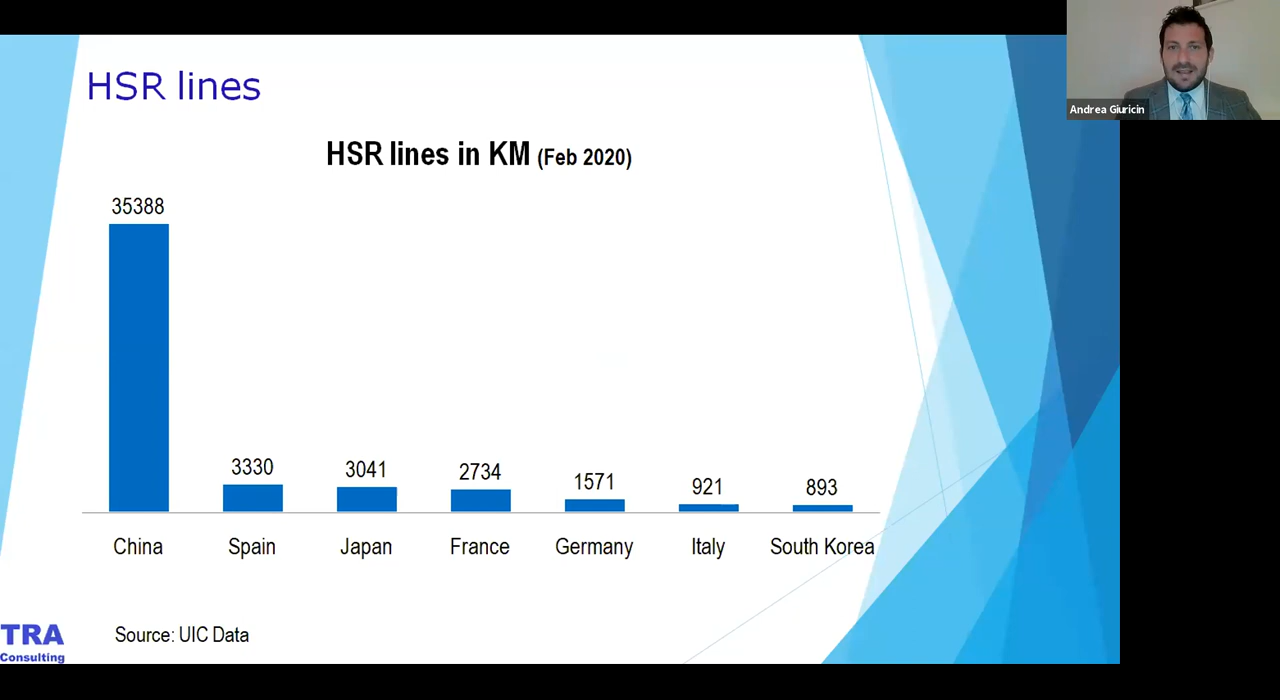 HSR lines
Andrea Giuricin
HSR lines in KM (Feb 2020)
35388
3330
3041
2734
1571
921
893
China
Spain
Japan
France
Germany
Italy
South Korea
TRA
Consulting
Source: UIC Data